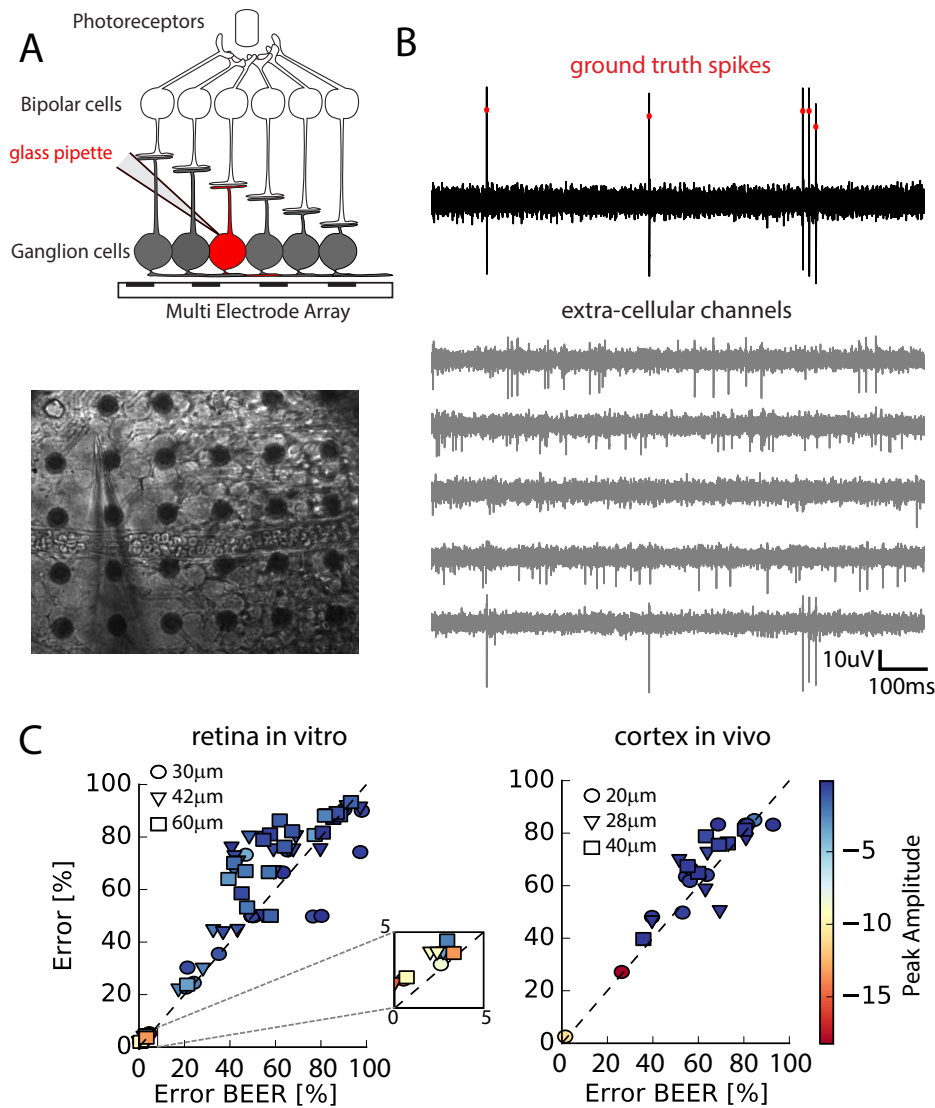 A
Photoreceptors
Bipolar cells
glass pipette
Ganglion cells
Multi Electrode Array
B
ground truth spikes
extra-cellular channels
10uV
100ms
C
retina in vitro
100
80
60
40
20
0
Error [%]
30μm
42μm
60μm
5
0
5
0 20 40 60 80 100
Error BEER [%]
cortex in vivo
100
80
60
40
20
0
20μm
28μm
40μm
0 20 40 60 80 100
Error BEER [%]
−5
−10
−15
Peak Amplitude